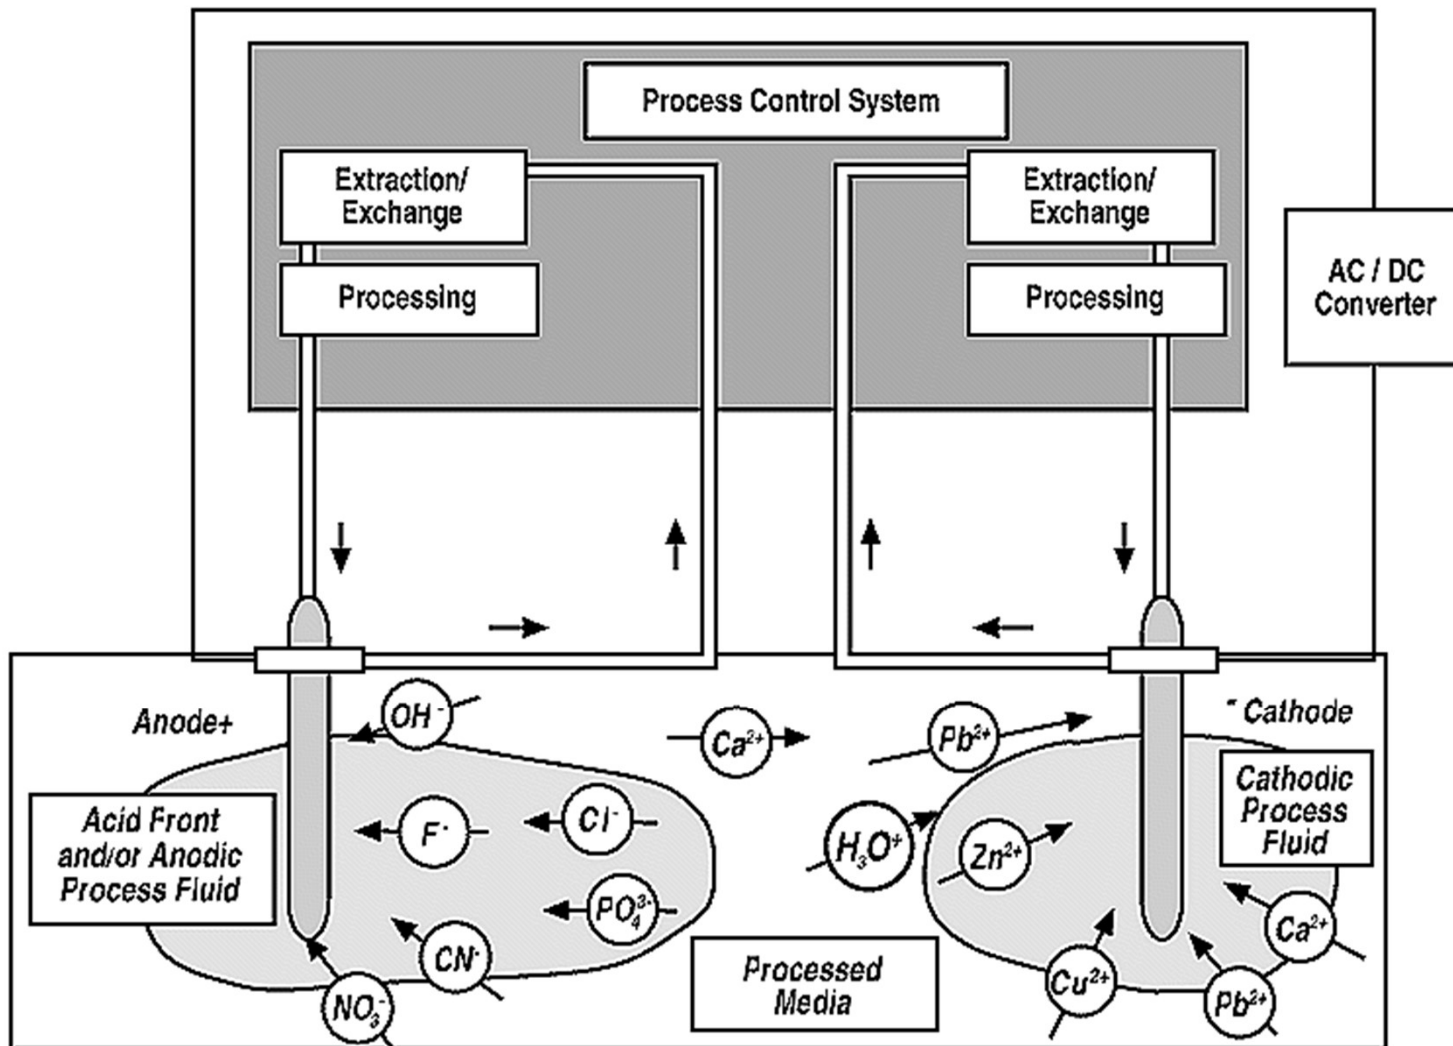 Process Control System
Extraction/
Exchange
Extraction/
Exchange
Processing
Processing
AC / DC
Converter
Anode+
OH⁻
Ca²⁺
Pb²⁺
- Cathode
Acid Front
and/or Anodic
Process Fluid
F⁻
Cl⁻
H₃O⁺
Zn²⁺
Cathodic
Process
Fluid
PO₄³⁻
CN⁻
NO₃⁻
Processed
Media
Cu²⁺
Pb²⁺
Ca²⁺